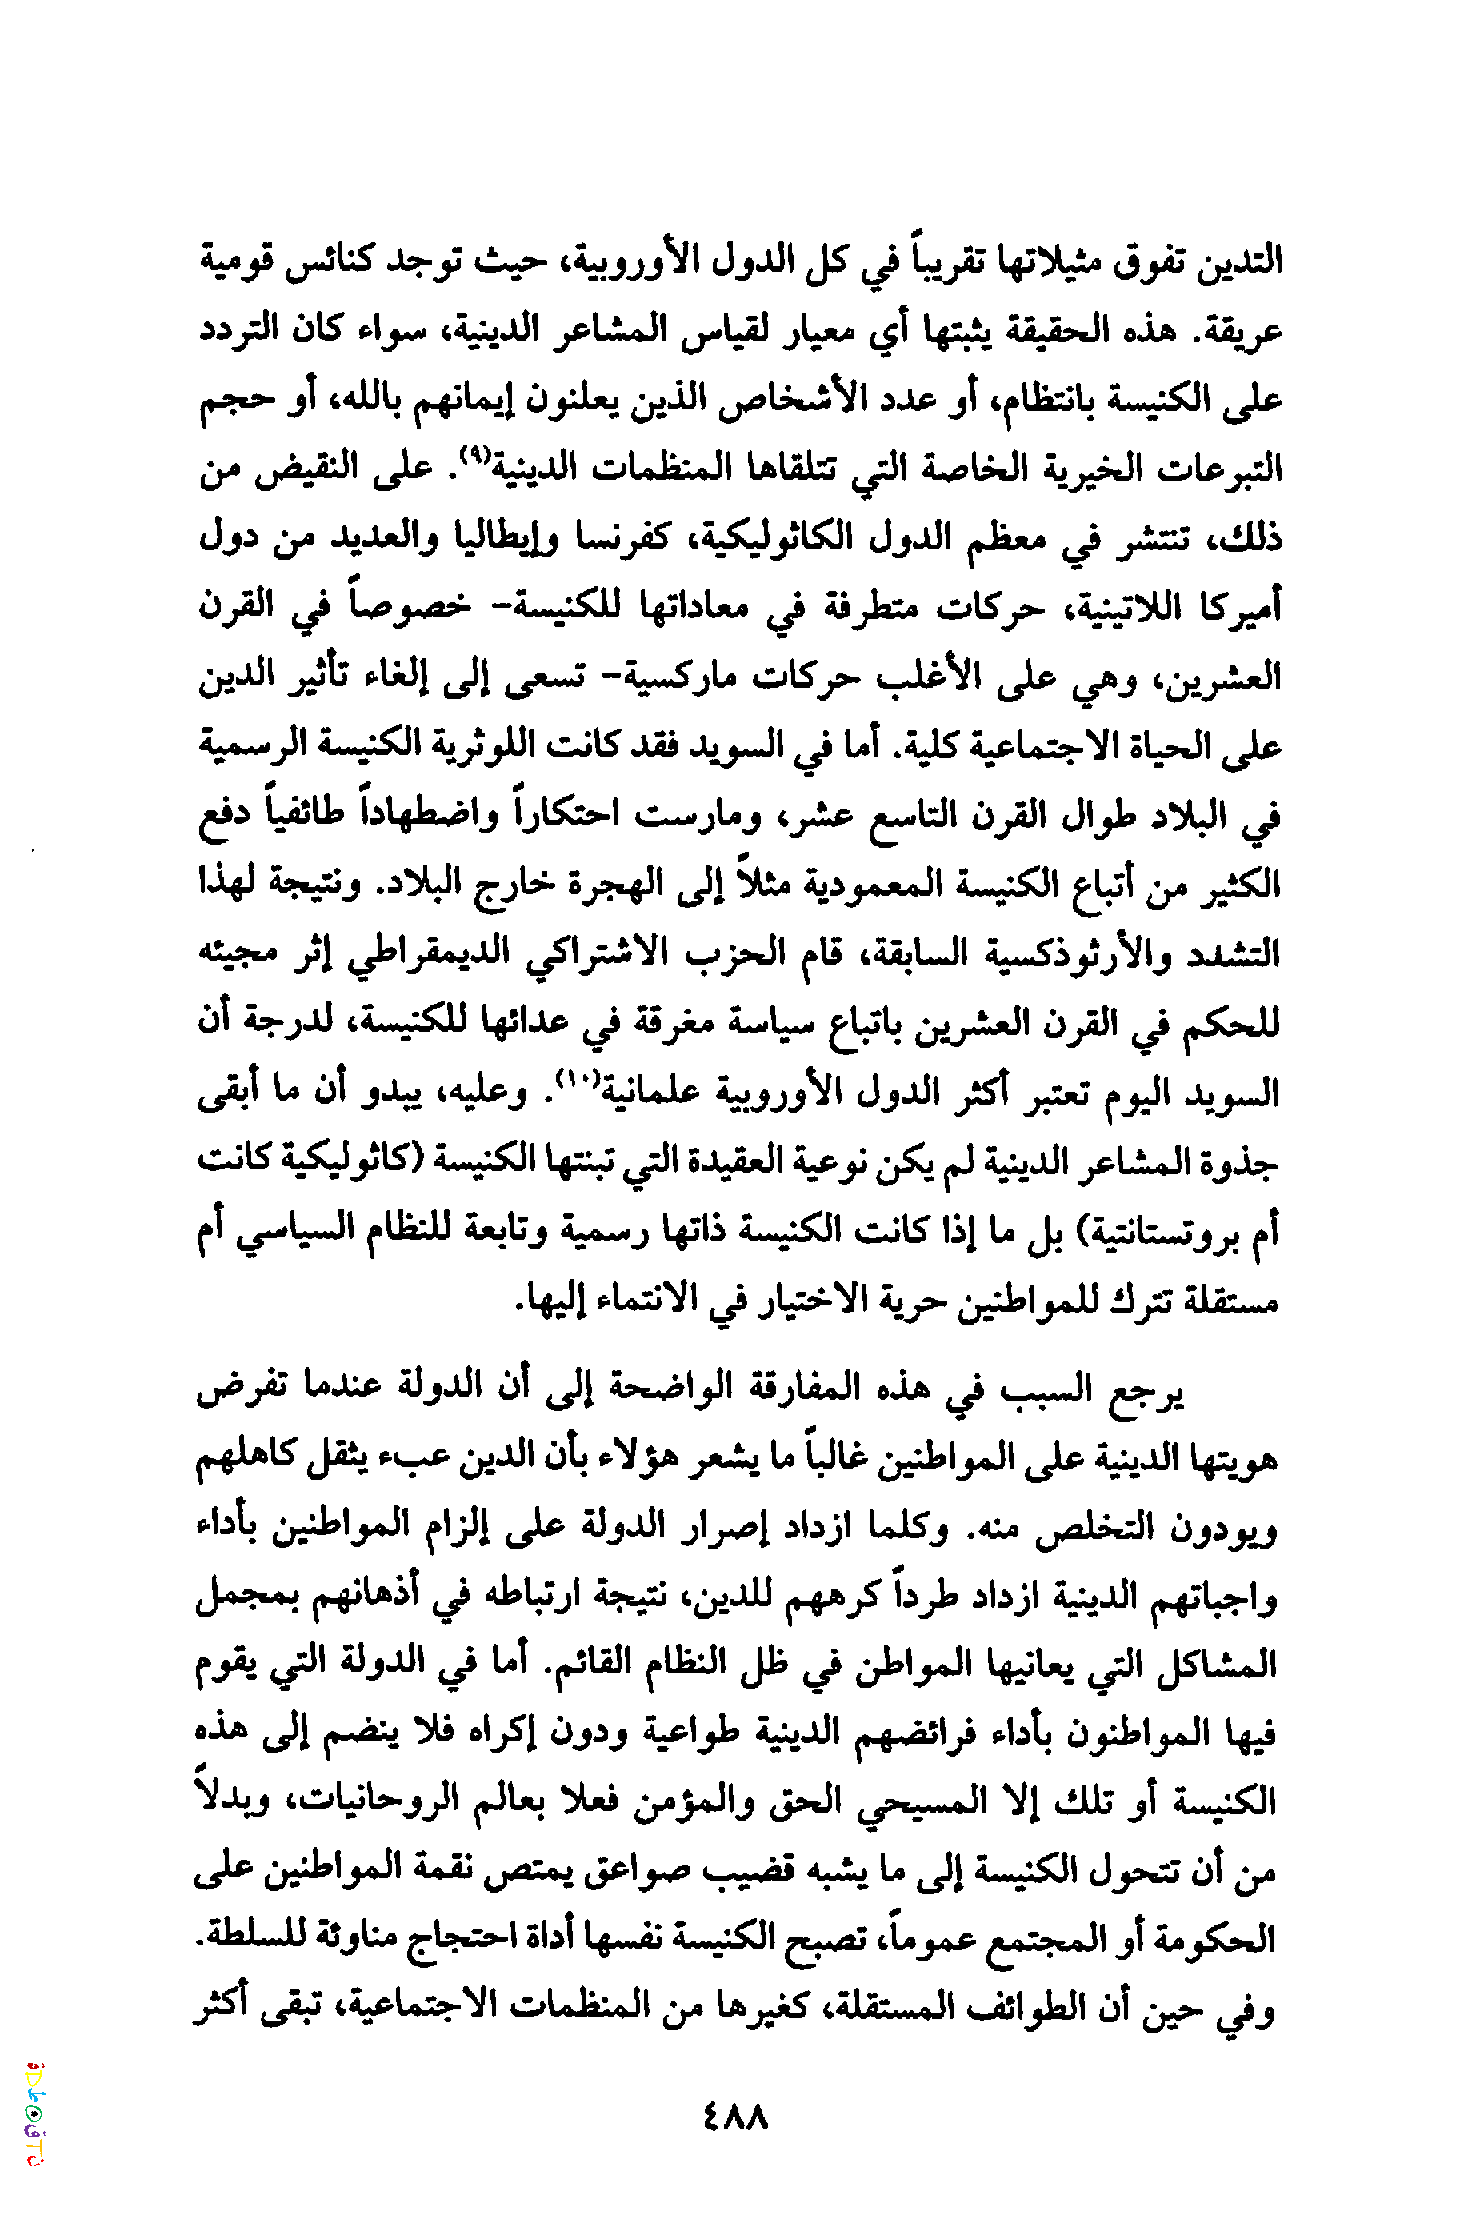 التدين تفوق مثيلاتها تقريباً في كل الدول الأوروبية، حيث توجد كنائس قومية
عريقة. هذه الحقيقة يثبتها أي معيار لقياس المشاعر الدينية، سواء كان التردد
على الكنيسة بانتظام، أو عدد الأشخاص الذين يعلنون إيمانهم بالله، أو حجم
التبرعات الخيرية الخاصة التي تتلقاها المنظمات الدينية(٩). على النقيض من
ذلك، تنتشر في معظم الدول الكاثوليكية، كفرنسا وإيطاليا والعديد من دول
أميركا اللاتينية، حركات متطرفة في معاداتها للكنيسة- خصوصاً في القرن
العشرين، وهي على الأغلب حركات ماركسية- تسعى إلى إلغاء تأثير الدين
على الحياة الاجتماعية كلية. أما في السويد فقد كانت اللوثرية الكنيسة الرسمية
في البلاد طوال القرن التاسع عشر، ومارست احتكاراً واضطهاداً طائفياً دفع
الكثير من أتباع الكنيسة المعمودية مثلاً إلى الهجرة خارج البلاد. ونتيجة لهذا
التشدد والأرثوذكسية السابقة، قام الحزب الاشتراكي الديمقراطي إثر مجيئه
للحكم في القرن العشرين باتباع سياسة مغرقة في عدائها للكنيسة، لدرجة أن
السويد اليوم تعتبر أكثر الدول الأوروبية علمانية(١٠). وعليه، يبدو أن ما أبقى
جذوة المشاعر الدينية لم يكن نوعية العقيدة التي تبنتها الكنيسة (كاثوليكية كانت
أم بروتستانتية) بل ما إذا كانت الكنيسة ذاتها رسمية وتابعة للنظام السياسي أم
مستقلة تترك للمواطنين حرية الاختيار في الانتماء إليها.
يرجع السبب في هذه المفارقة الواضحة إلى أن الدولة عندما تفرض
هويتها الدينية على المواطنين غالباً ما يشعر هؤلاء بأن الدين عبء يثقل كاهلهم
ويودون التخلص منه. وكلما ازداد إصرار الدولة على إلزام المواطنين بأداء
واجباتهم الدينية ازداد طرداً كرههم للدين، نتيجة ارتباطه في أذهانهم بمجمل
المشاكل التي يعانيها المواطن في ظل النظام القائم. أما في الدولة التي يقوم
فيها المواطنون بأداء فرائضهم الدينية طواعية ودون إكراه فلا ينضم إلى هذه
الكنيسة أو تلك إلا المسيحي الحق والمؤمن فعلا بعالم الروحانيات، وبدلاً
من أن تتحول الكنيسة إلى ما يشبه قضيب صواعق يمتص نقمة المواطنين على
الحكومة أو المجتمع عموماً، تصبح الكنيسة نفسها أداة احتجاج مناوئة للسلطة.
وفي حين أن الطوائف المستقلة، كغيرها من المنظمات الاجتماعية، تبقى أكثر
٤٨٨